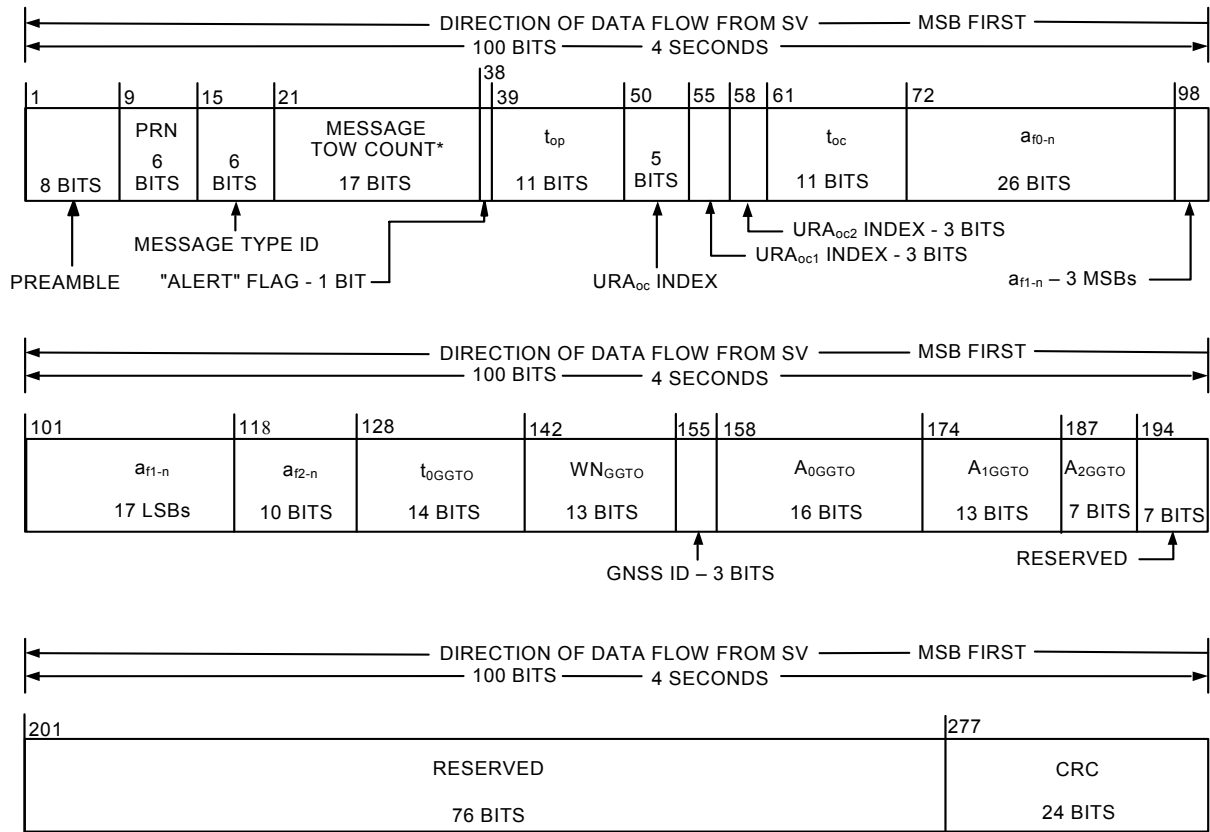 DIRECTION OF DATA FLOW FROM SV MSB FIRST
100 BITS 4 SECONDS
38
1 9 15 21 39 50 55 58 61 72 98
PRN MESSAGE
TOW COUNT* t_op t_oc a_f0-n
6 6 5
8 BITS BITS BITS 17 BITS 11 BITS BITS 11 BITS 26 BITS
URA_oc2 INDEX - 3 BITS
MESSAGE TYPE ID URA_oc1 INDEX - 3 BITS
PREAMBLE "ALERT" FLAG - 1 BIT URA_oc INDEX a_f1-n – 3 MSBs
DIRECTION OF DATA FLOW FROM SV MSB FIRST
100 BITS 4 SECONDS
101 118 128 142 155 158 174 187 194
a_f1-n a_f2-n t_0GGTO WN_GGTO A_0GGTO A_1GGTO A_2GGTO
17 LSBs 10 BITS 14 BITS 13 BITS 16 BITS 13 BITS 7 BITS 7 BITS
GNSS ID – 3 BITS RESERVED
DIRECTION OF DATA FLOW FROM SV MSB FIRST
100 BITS 4 SECONDS
201 277
RESERVED CRC
76 BITS 24 BITS